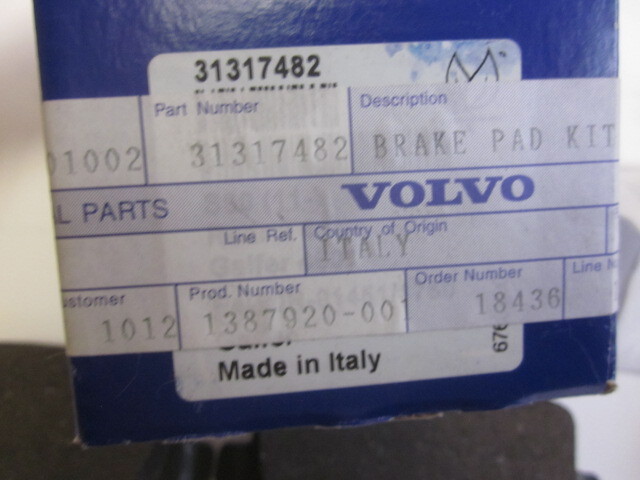 31317482
Part Number
Description
01002
31317482
BRAKE PAD KIT
L PARTS
VOLVO
Line Ref.
Country of Origin
ITALY
ustomer
Prod. Number
Order Number
Line N
1012
1387920-001
18436
Made in Italy
676